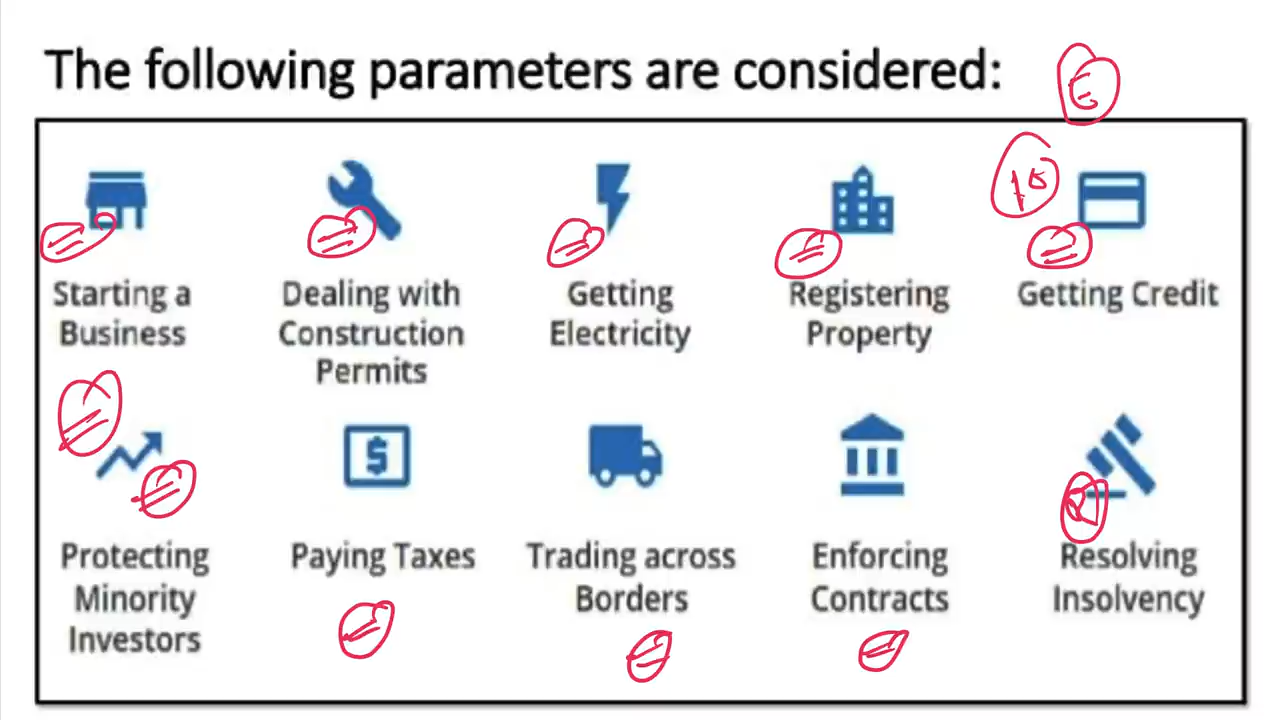 The following parameters are considered:
Starting a
Business
Dealing with
Construction
Permits
Getting
Electricity
Registering
Property
Getting Credit
Protecting
Minority
Investors
Paying Taxes
Trading across
Borders
Enforcing
Contracts
Resolving
Insolvency